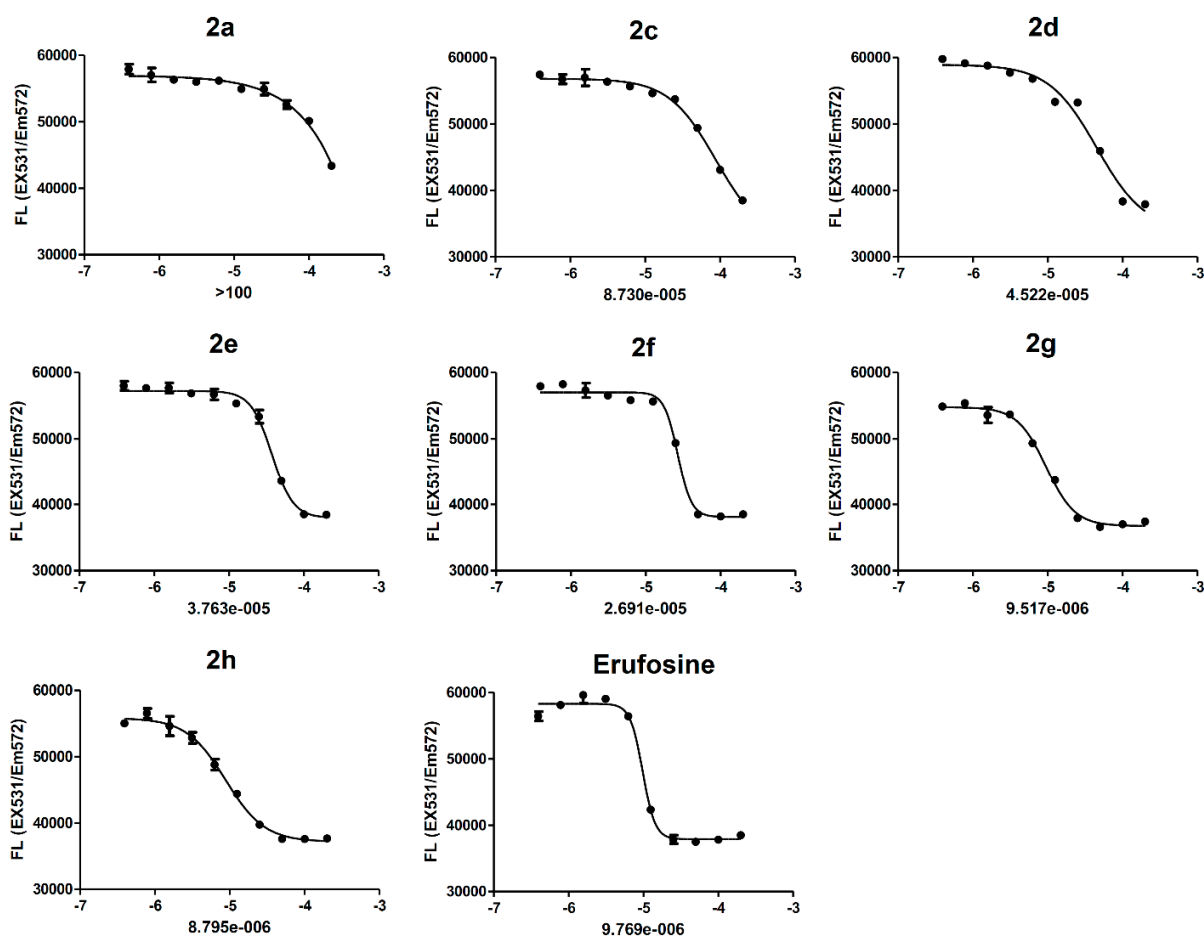 2a
FL (EX531/Em572)
60000
50000
40000
30000
-7 -6 -5 -4 -3
>100
2c
FL (EX531/Em572)
60000
50000
40000
30000
-7 -6 -5 -4 -3
8.730e-005
2d
FL (EX531/Em572)
60000
50000
40000
30000
-7 -6 -5 -4 -3
4.522e-005
2e
FL (EX531/Em572)
60000
50000
40000
30000
-7 -6 -5 -4 -3
3.763e-005
2f
FL (EX531/Em572)
60000
50000
40000
30000
-7 -6 -5 -4 -3
2.691e-005
2g
FL (EX531/Em572)
60000
50000
40000
30000
-7 -6 -5 -4 -3
9.517e-006
2h
FL (EX531/Em572)
60000
50000
40000
30000
-7 -6 -5 -4 -3
8.795e-006
Erufosine
FL (EX531/Em572)
60000
50000
40000
30000
-7 -6 -5 -4 -3
9.769e-006